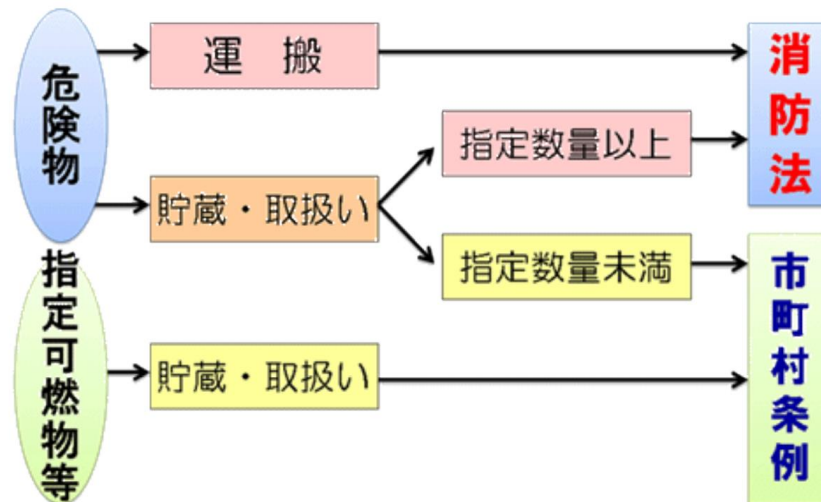 危険物
運 搬
消防法
指定数量以上
貯蔵・取扱い
指定数量未満
指定可燃物等
貯蔵・取扱い
市町村条例